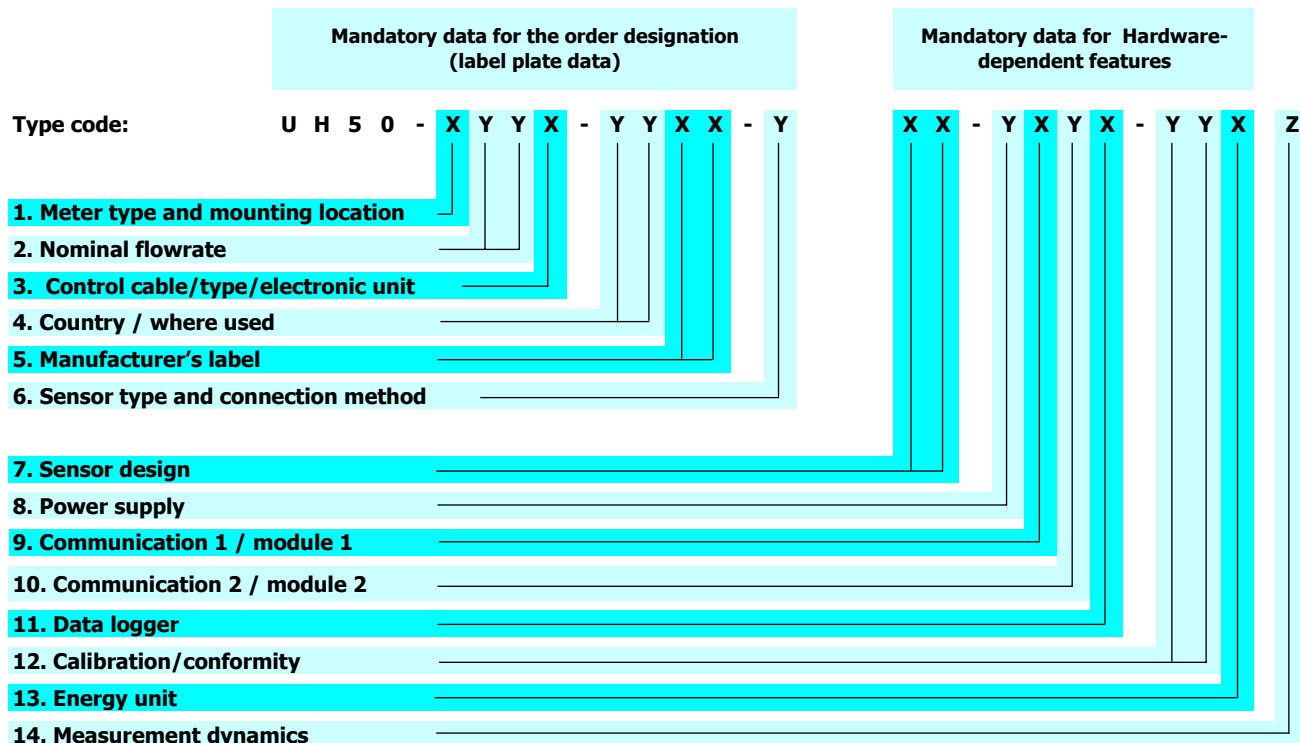 Mandatory data for the order designation
(label plate data)
Mandatory data for Hardware-
dependent features
Type code: U H 5 0 - X Y Y X - Y Y X X - Y X X - Y X Y X - Y Y X Z
1. Meter type and mounting location
2. Nominal flowrate
3. Control cable/type/electronic unit
4. Country / where used
5. Manufacturer's label
6. Sensor type and connection method
7. Sensor design
8. Power supply
9. Communication 1 / module 1
10. Communication 2 / module 2
11. Data logger
12. Calibration/conformity
13. Energy unit
14. Measurement dynamics